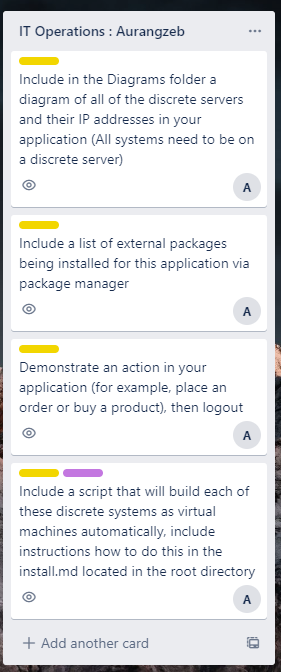 IT Operations : Aurangzeb
Include in the Diagrams folder a
diagram of all of the discrete servers
and their IP addresses in your
application (All systems need to be on
a discrete server)
A
Include a list of external packages
being installed for this application via
package manager
A
Demonstrate an action in your
application (for example, place an
order or buy a product), then logout
A
Include a script that will build each of
these discrete systems as virtual
machines automatically, include
instructions how to do this in the
install.md located in the root directory
A
+ Add another card